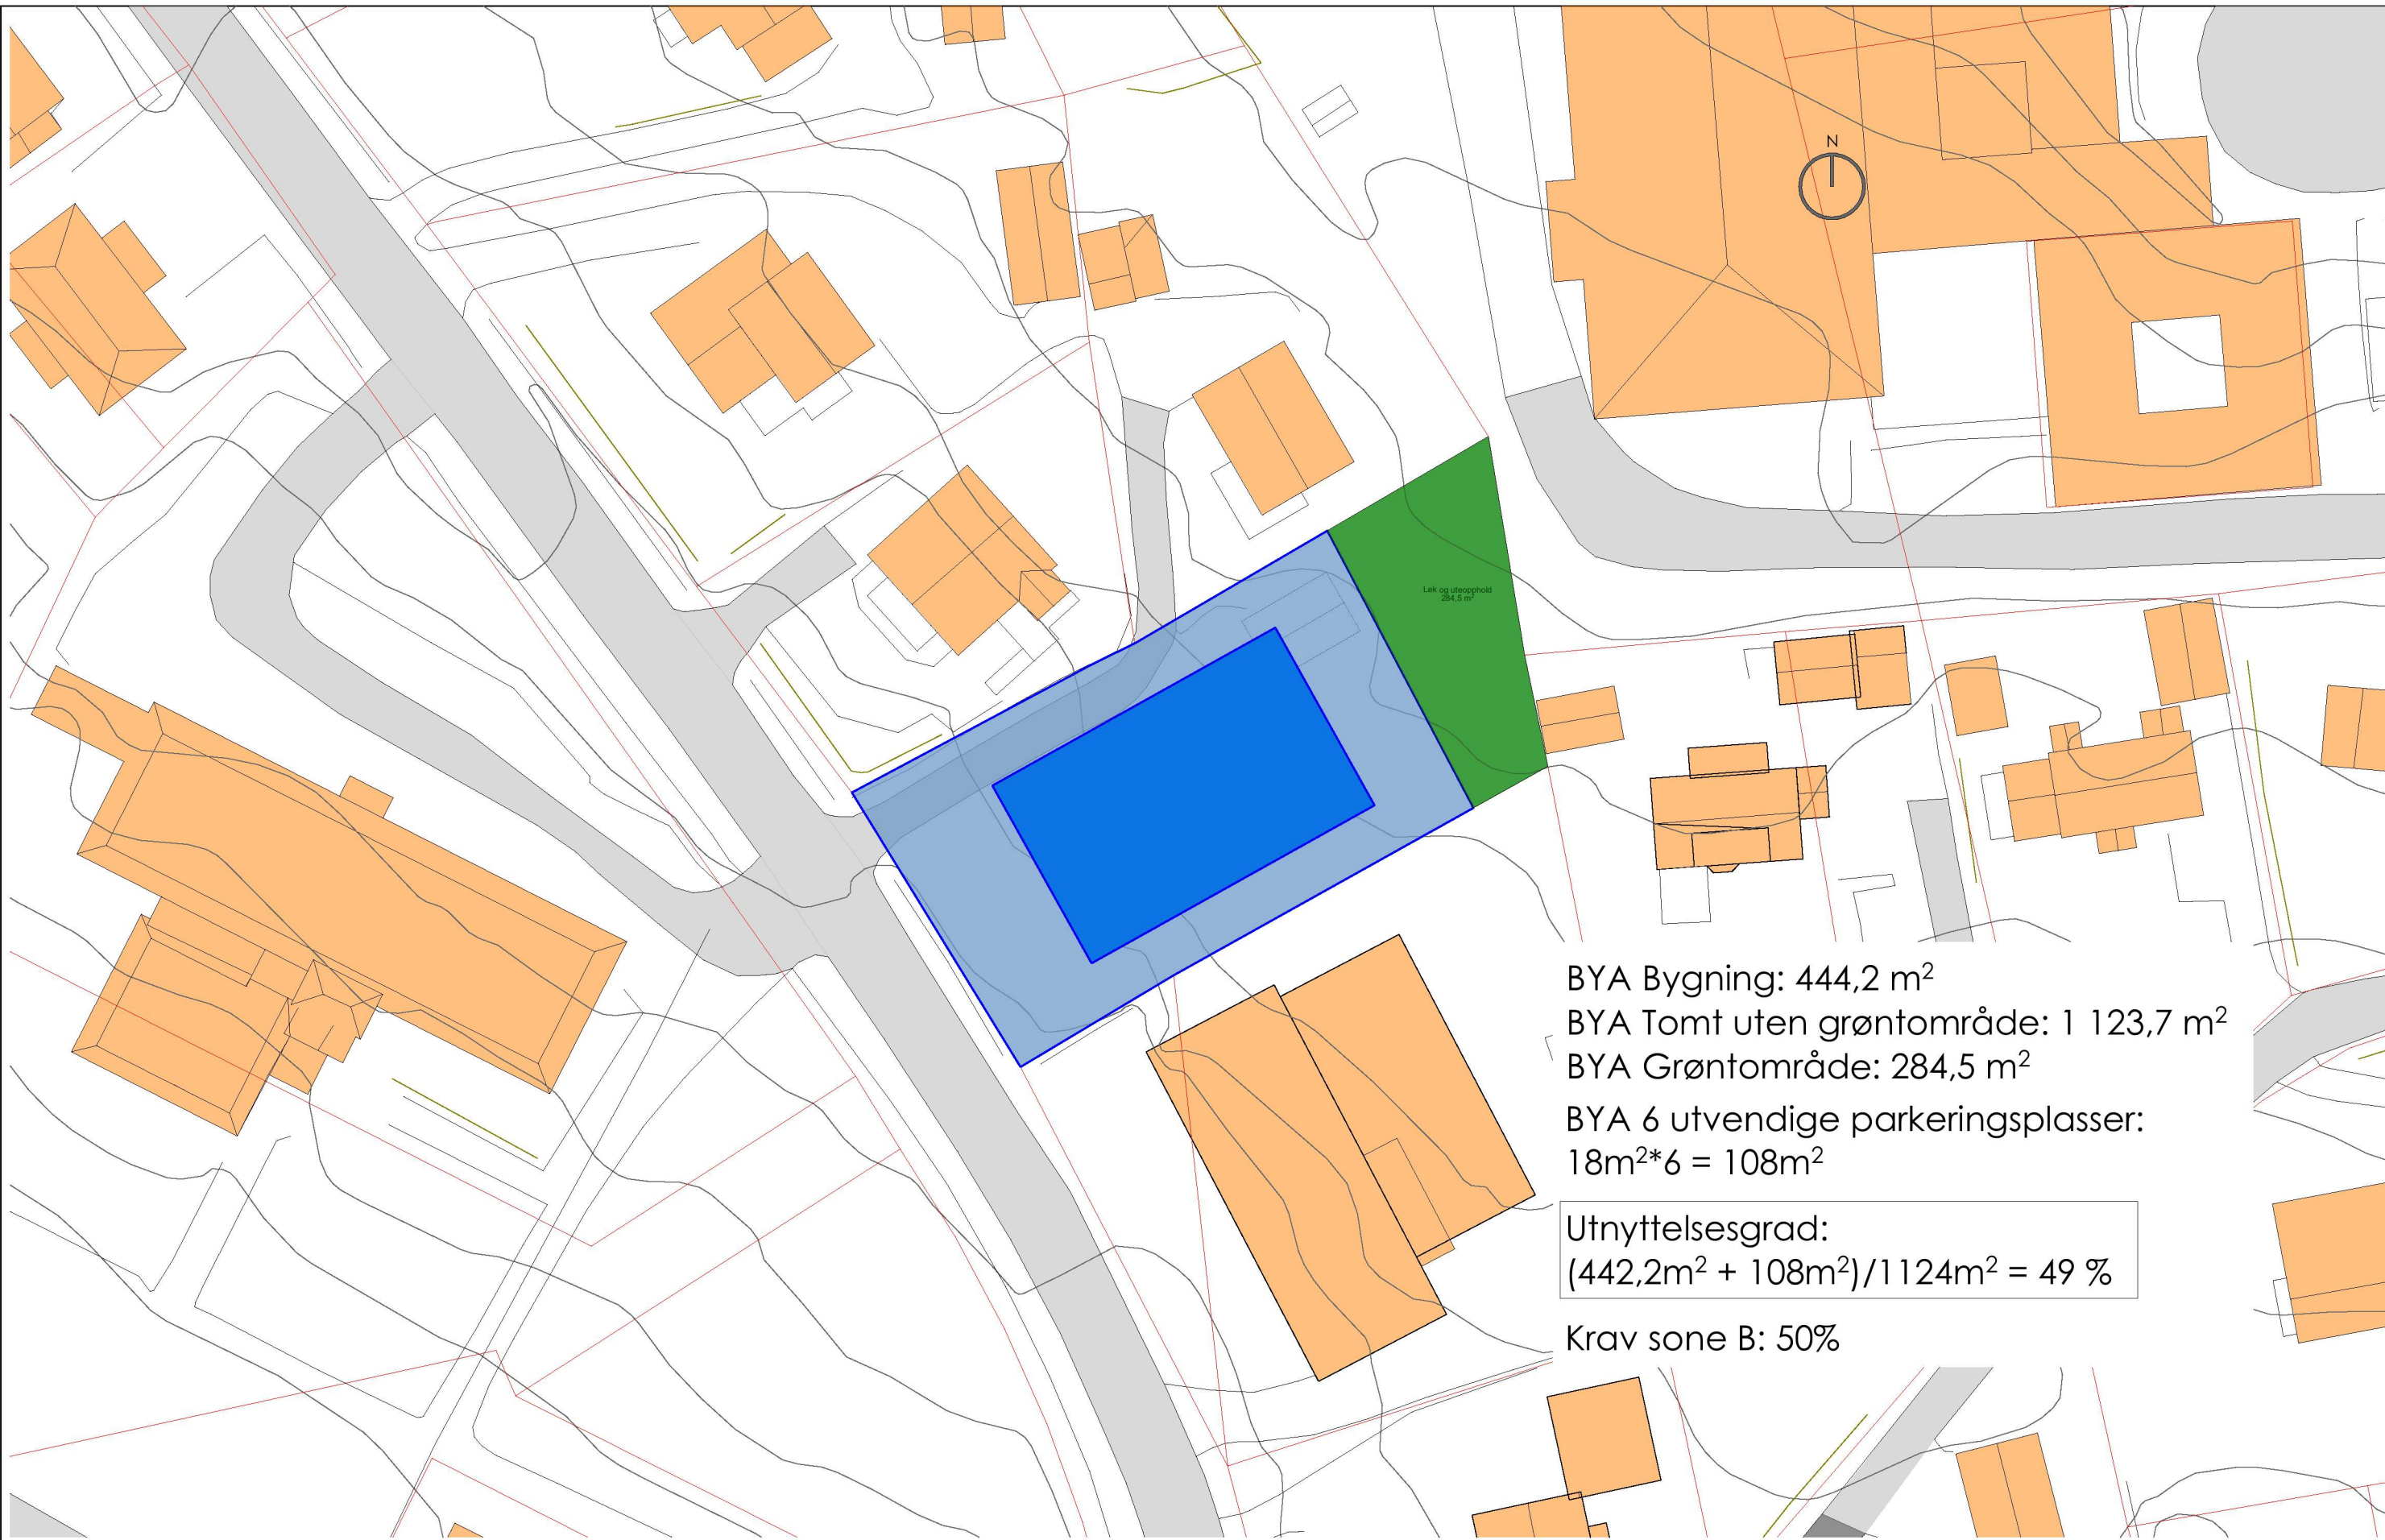 N
Lek og uteopphold
284,5 m²
BYA Bygning: 444,2 m²
BYA Tomt uten grøntområde: 1 123,7 m²
BYA Grøntområde: 284,5 m²
BYA 6 utvendige parkeringsplasser:
18m²*6 = 108m²
Utnyttelsesgrad:
(442,2m² + 108m²)/1124m² = 49 %
Krav sone B: 50%